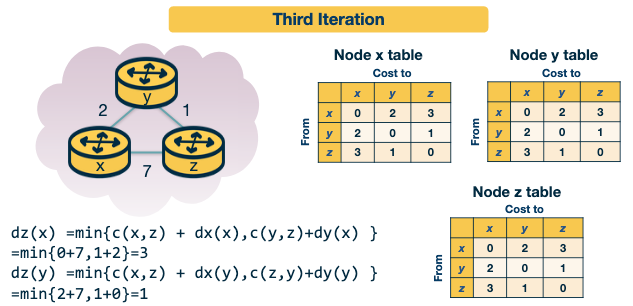 Third Iteration
y
2
1
x
7
z
Node x table
Cost to
x y z
From
x 0 2 3
y 2 0 1
z 3 1 0
Node y table
Cost to
x y z
From
x 0 2 3
y 2 0 1
z 3 1 0
dz(x) =min{c(x,z) + dx(x),c(y,z)+dy(x) }
=min{0+7,1+2}=3
dz(y) =min{c(x,z) + dx(y),c(z,y)+dy(y) }
=min{2+7,1+0}=1
Node z table
Cost to
x y z
From
x 0 2 3
y 2 0 1
z 3 1 0